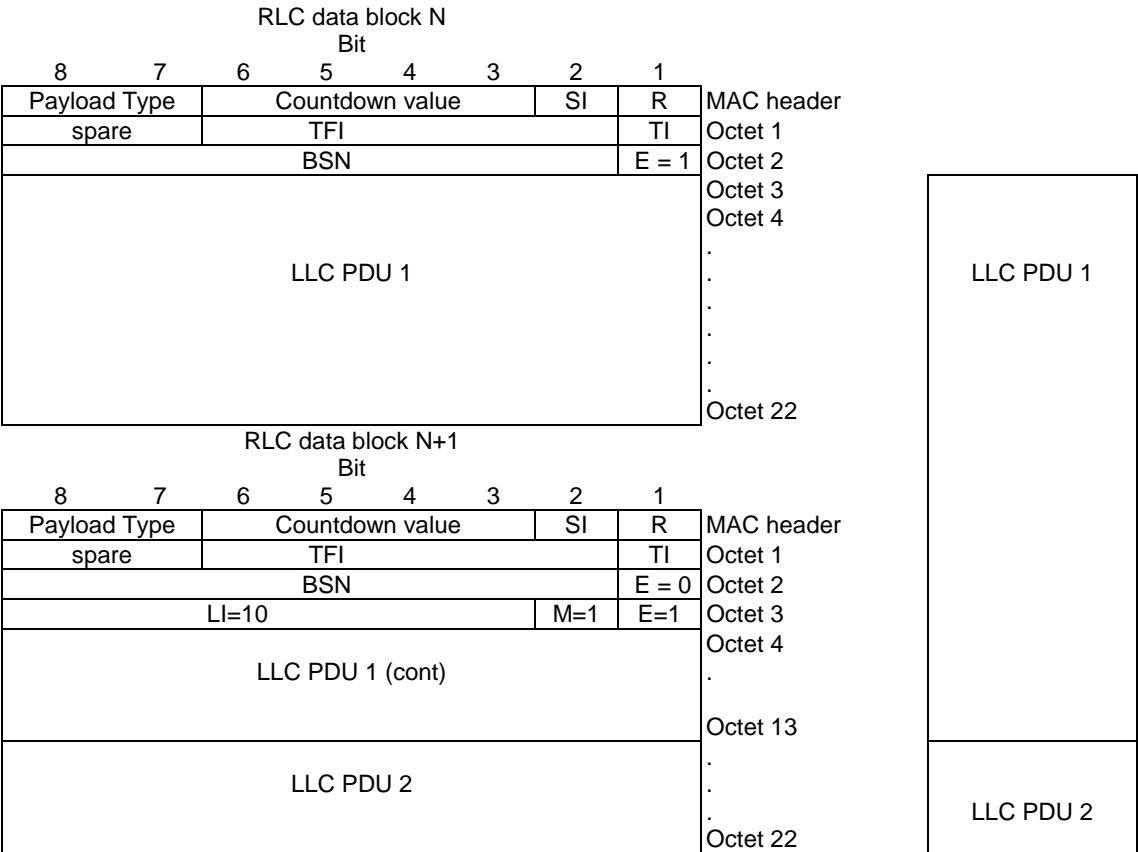 RLC data block N
Bit
8 7 6 5 4 3 2 1
Payload Type Countdown value SI R MAC header
spare TFI TI Octet 1
BSN E = 1 Octet 2
Octet 3
Octet 4
.
LLC PDU 1 . LLC PDU 1
.
.
.
.
Octet 22
RLC data block N+1
Bit
8 7 6 5 4 3 2 1
Payload Type Countdown value SI R MAC header
spare TFI TI Octet 1
BSN E = 0 Octet 2
LI=10 M=1 E=1 Octet 3
Octet 4
LLC PDU 1 (cont) .
Octet 13
.
LLC PDU 2 .
. LLC PDU 2
Octet 22